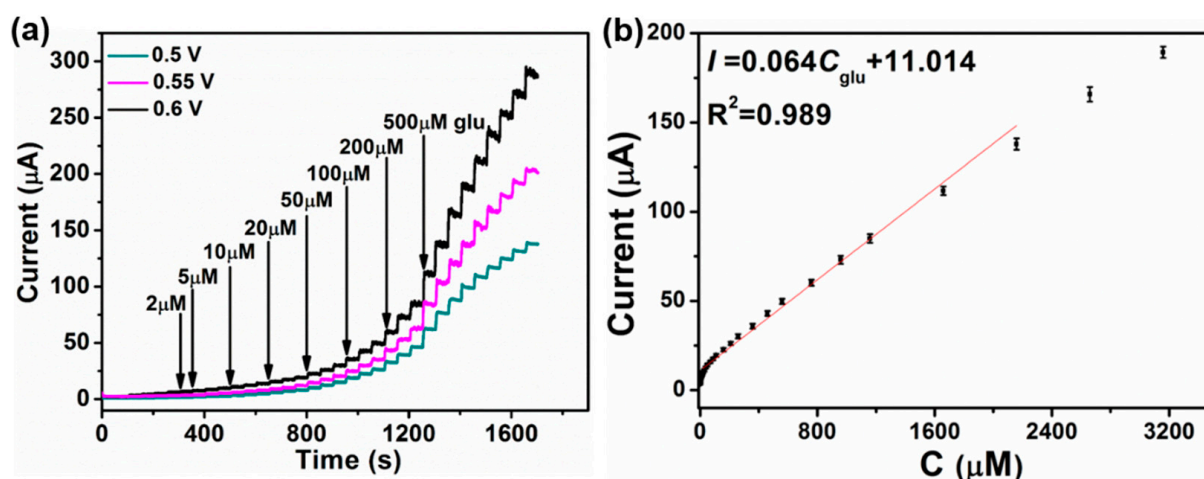 (a)
0.5 V
0.55 V
0.6 V
2μM
5μM
10μM
20μM
50μM
100μM
200μM
500μM glu
Current (μA)
300
250
200
150
100
50
0
0
400
800
1200
1600
Time (s)
(b)
I =0.064C glu +11.014
R²=0.989
Current (μA)
200
150
100
50
0
0
800
1600
2400
3200
C (μM)